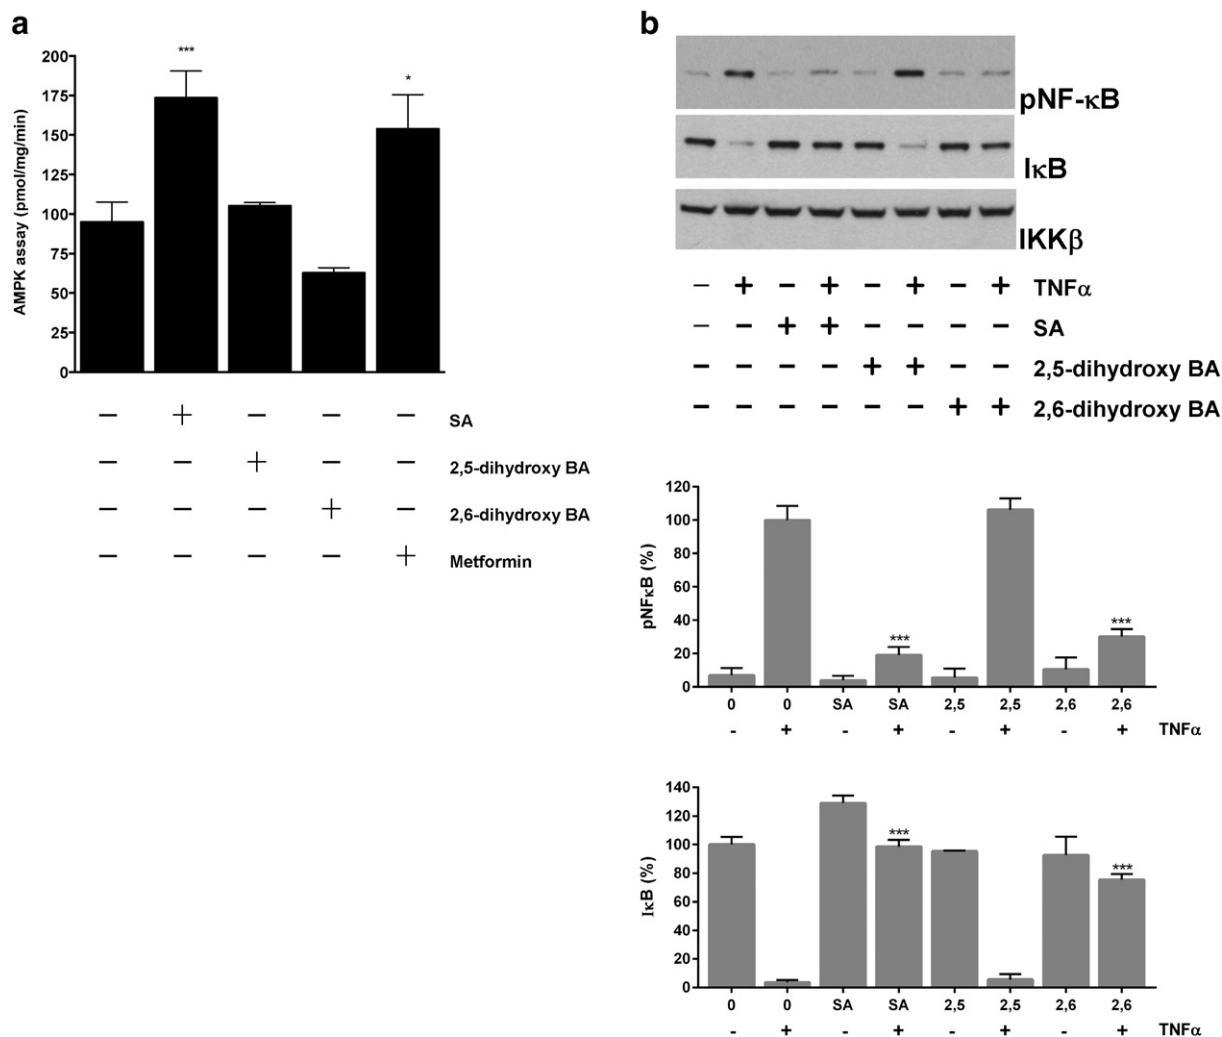 a
AMPK assay (pmol/mg/min)
200
175
150
125
100
75
50
25
0
***
*
− + − − − SA
− − + − − 2,5-dihydroxy BA
− − − + − 2,6-dihydroxy BA
− − − − + Metformin
b
pNF-κB
IκB
IKKβ
− + − + − + − + TNFα
− − + + − − − − SA
− − − − + + − − 2,5-dihydroxy BA
− − − − − − + + 2,6-dihydroxy BA
pNFκB (%)
120
100
80
60
40
20
0
***
***
0 0 SA SA 2,5 2,5 2,6 2,6
- + - + - + - + TNFα
IκB (%)
140
120
100
80
60
40
20
0
***
***
0 0 SA SA 2,5 2,5 2,6 2,6
- + - + - + - + TNFα